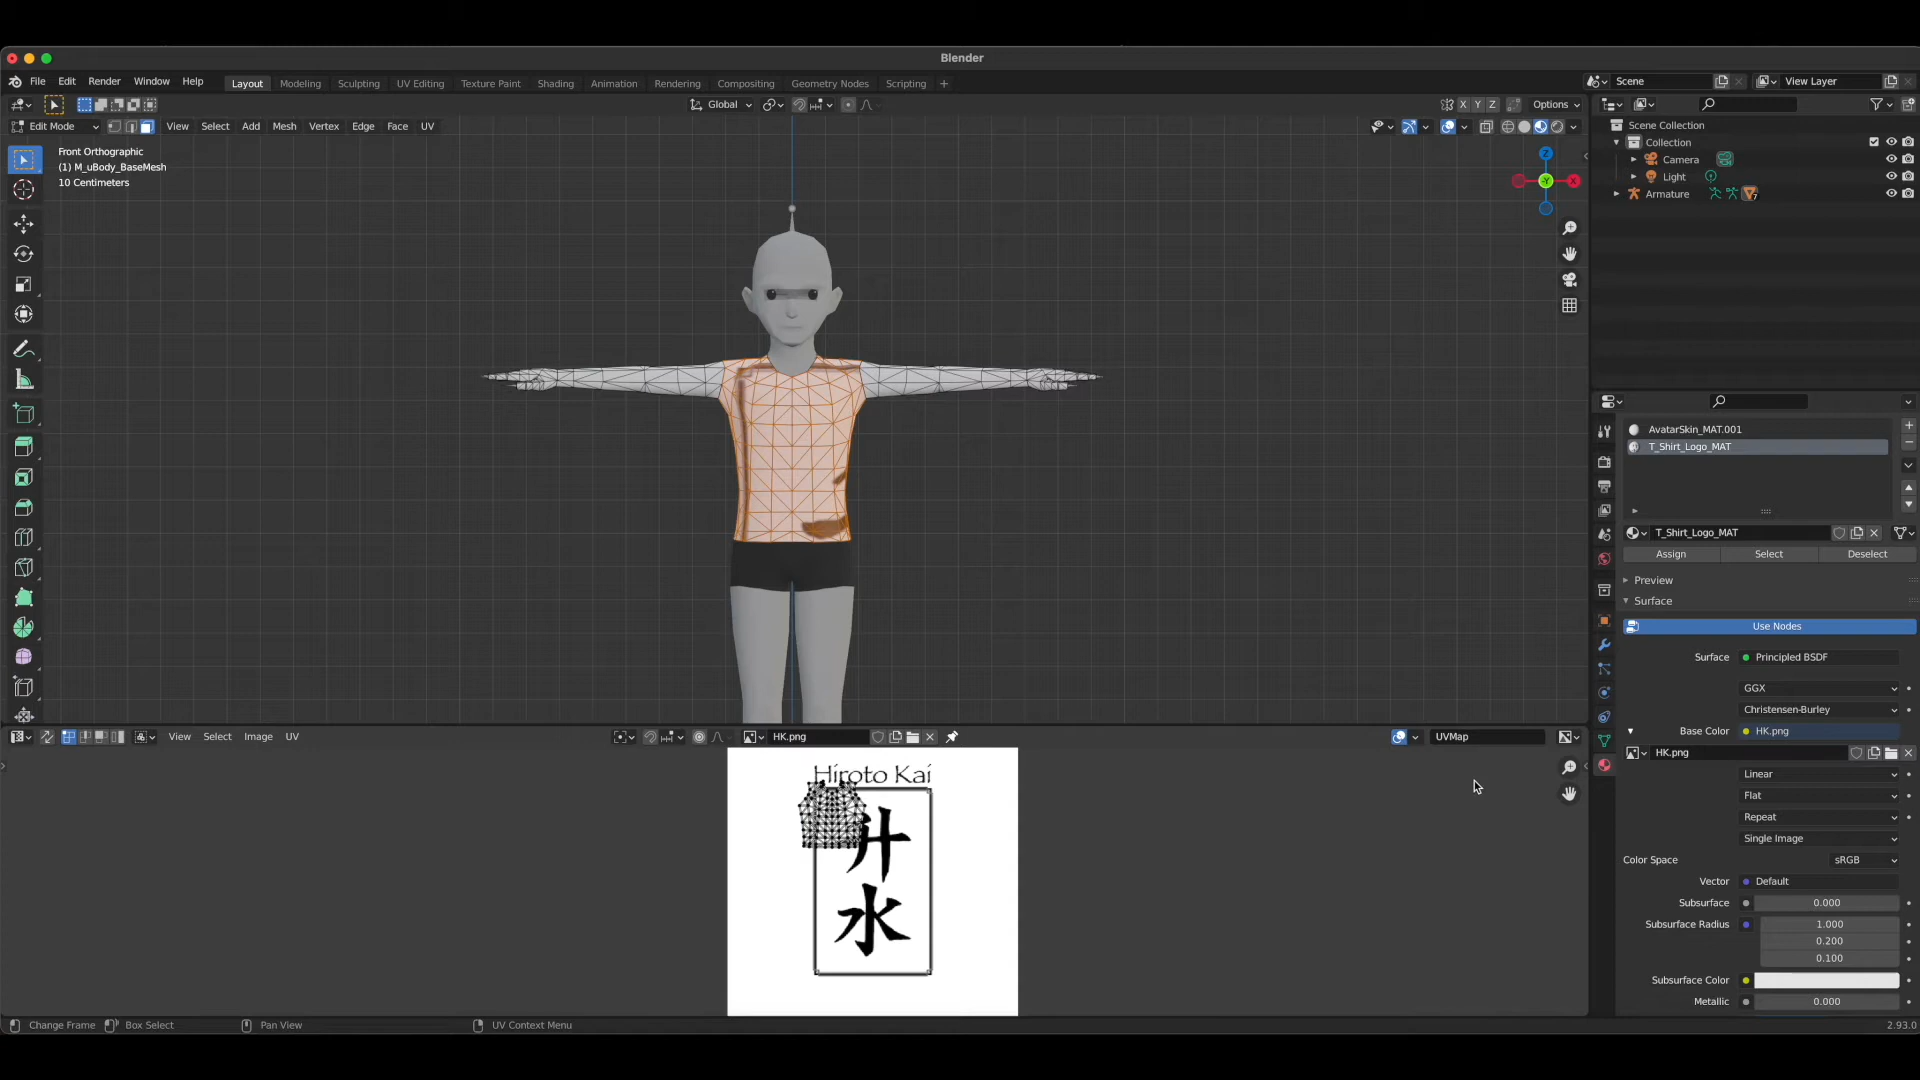 Blender
File Edit Render Window Help Layout Modeling Sculpting UV Editing Texture Paint Shading Animation Rendering Compositing Geometry Nodes Scripting + Scene View Layer
Global X Y Z Options
Edit Mode View Select Add Mesh Vertex Edge Face UV
Front Orthographic
(1) M_uBody_BaseMesh
10 Centimeters
Z
Y
X
Scene Collection
Collection
Camera
Light
Armature 7
AvatarSkin_MAT.001
T_Shirt_Logo_MAT
T_Shirt_Logo_MAT
Assign Select Deselect
Preview
Surface
Use Nodes
Surface Principled BSDF
GGX
Christensen-Burley
Base Color HK.png
HK.png
Linear
Flat
Repeat
Single Image
Color Space sRGB
Vector Default
Subsurface 0.000
Subsurface Radius 1.000
0.200
0.100
Subsurface Color
Metallic 0.000
View Select Image UV HK.png UVMap
Hiroto Kai
水
Change Frame Box Select Pan View UV Context Menu 2.93.0